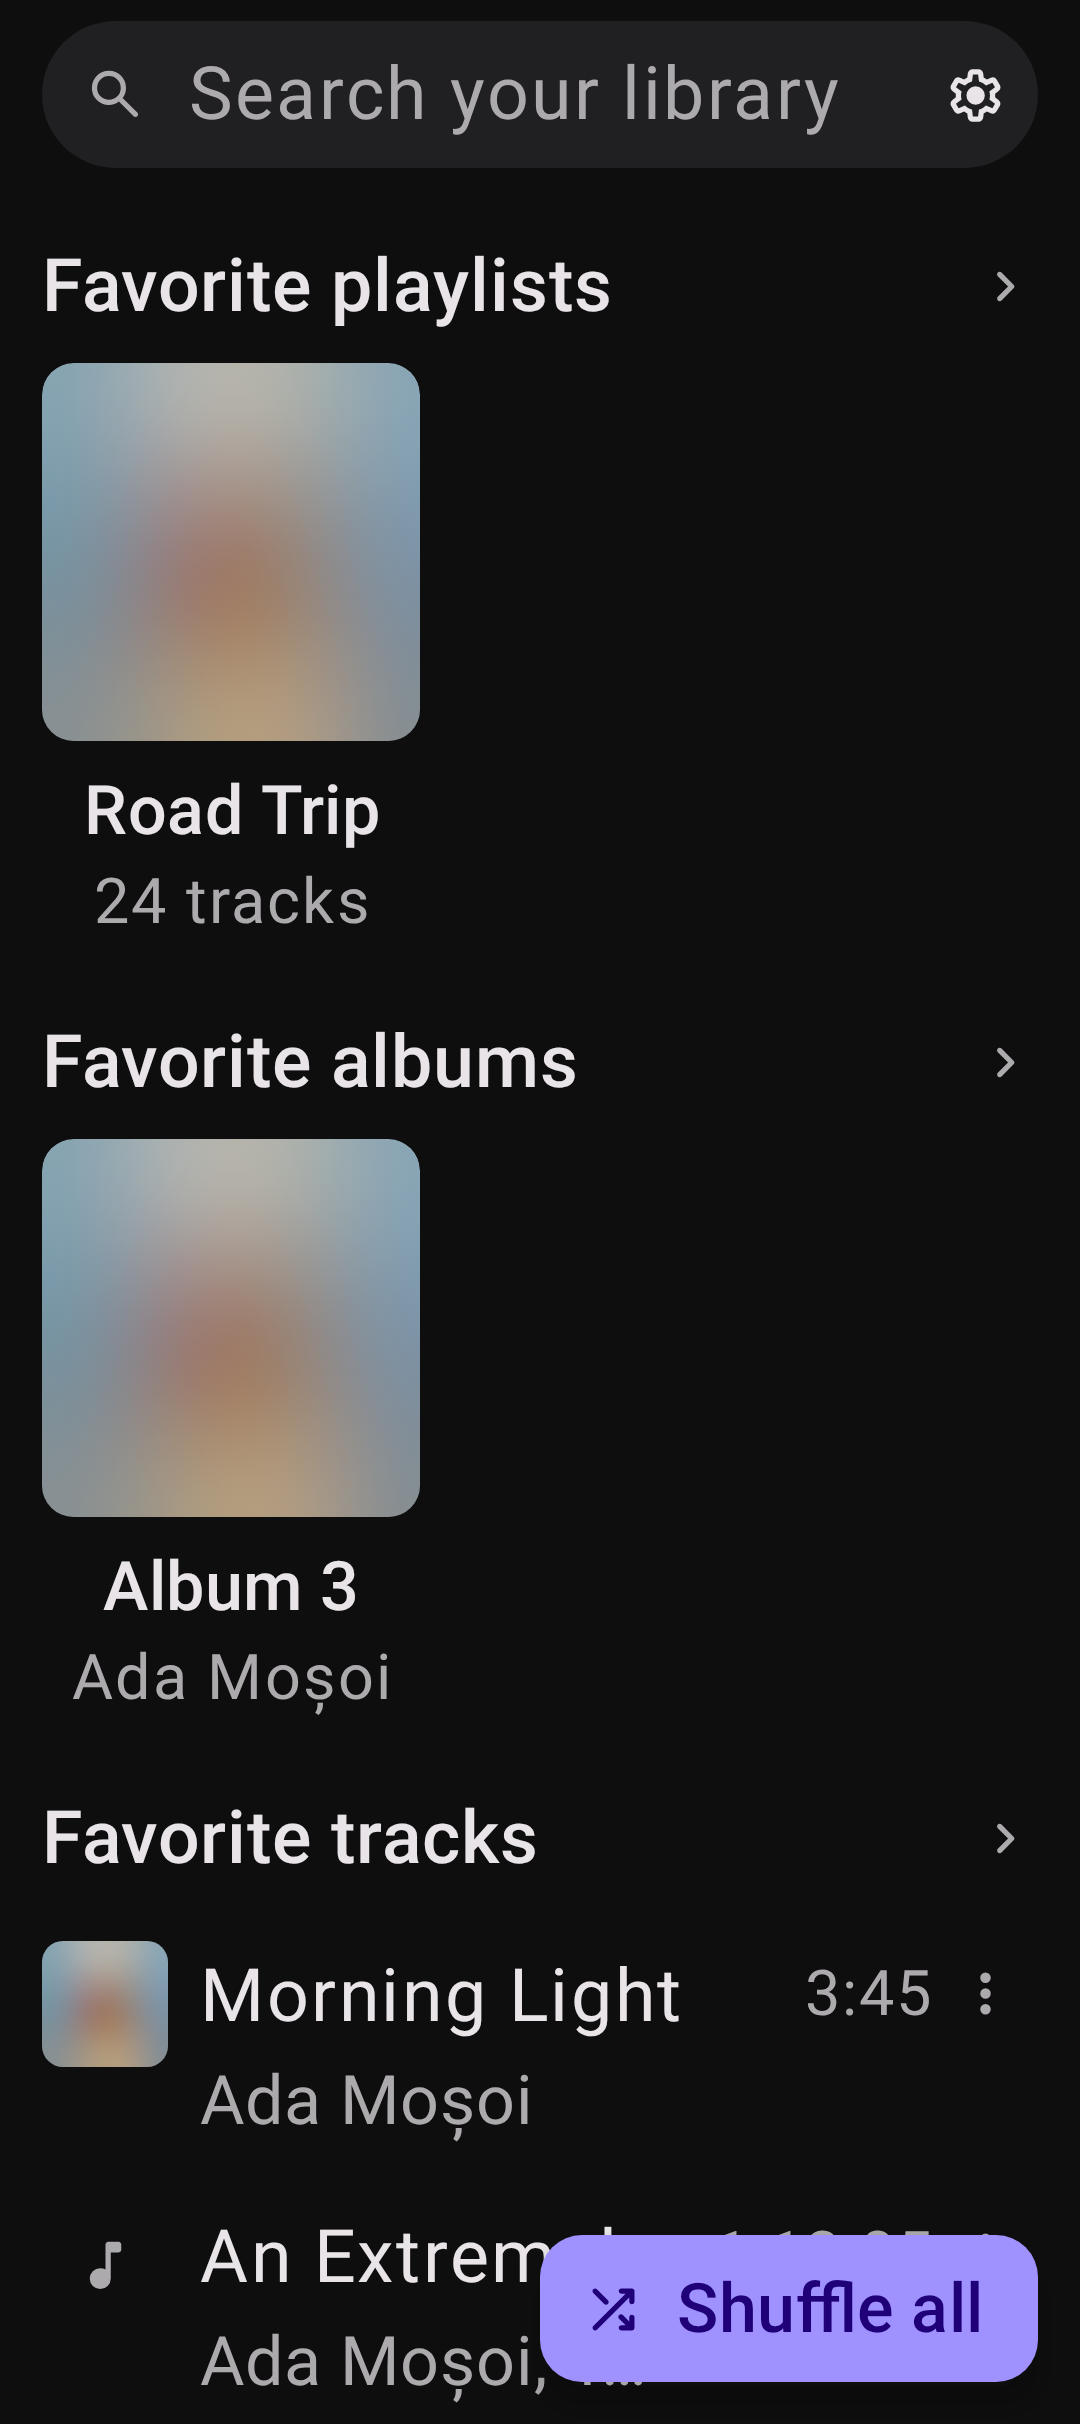 Search your library
Favorite playlists
Road Trip
24 tracks
Favorite albums
Album 3
Ada Moșoi
Favorite tracks
Morning Light
3:45
Ada Moșoi
An
Shuffle all
Ada Moșoi,